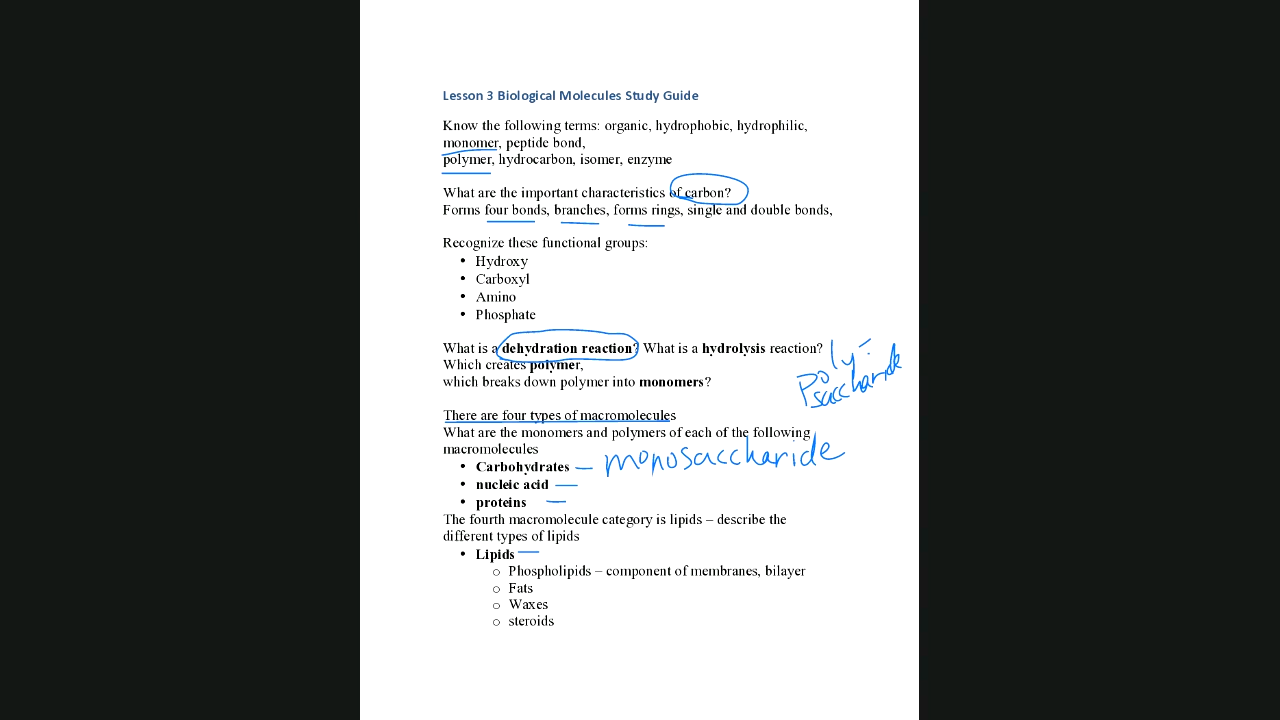 Lesson 3 Biological Molecules Study Guide
Know the following terms: organic, hydrophobic, hydrophilic,
monomer, peptide bond,
polymer, hydrocarbon, isomer, enzyme
What are the important characteristics of carbon?
Forms four bonds, branches, forms rings, single and double bonds,
Recognize these functional groups:
• Hydroxy
• Carboxyl
• Amino
• Phosphate
What is a dehydration reaction? What is a hydrolysis reaction?
Which creates polymer,
which breaks down polymer into monomers?
Poly-
saccharide
There are four types of macromolecules
What are the monomers and polymers of each of the following
macromolecules
• Carbohydrates — monosaccharide
• nucleic acid —
• proteins —
The fourth macromolecule category is lipids – describe the
different types of lipids
• Lipids —
o Phospholipids – component of membranes, bilayer
o Fats
o Waxes
o steroids